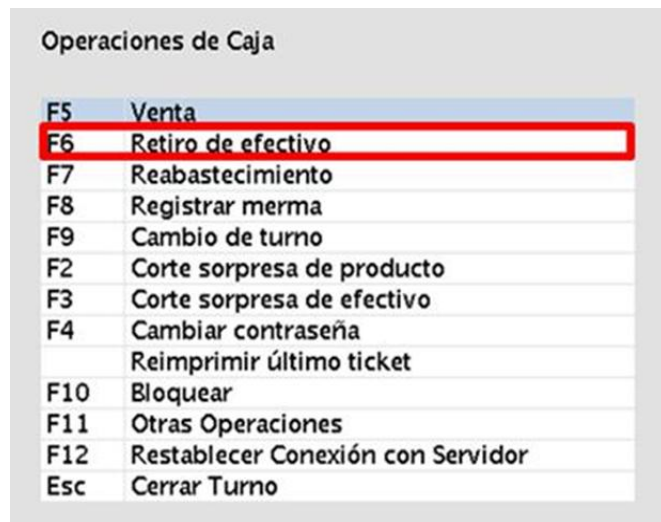 Operaciones de Caja
F5 Venta
F6 Retiro de efectivo
F7 Reabastecimiento
F8 Registrar merma
F9 Cambio de turno
F2 Corte sorpresa de producto
F3 Corte sorpresa de efectivo
F4 Cambiar contraseña
Reimprimir último ticket
F10 Bloquear
F11 Otras Operaciones
F12 Restablecer Conexión con Servidor
Esc Cerrar Turno